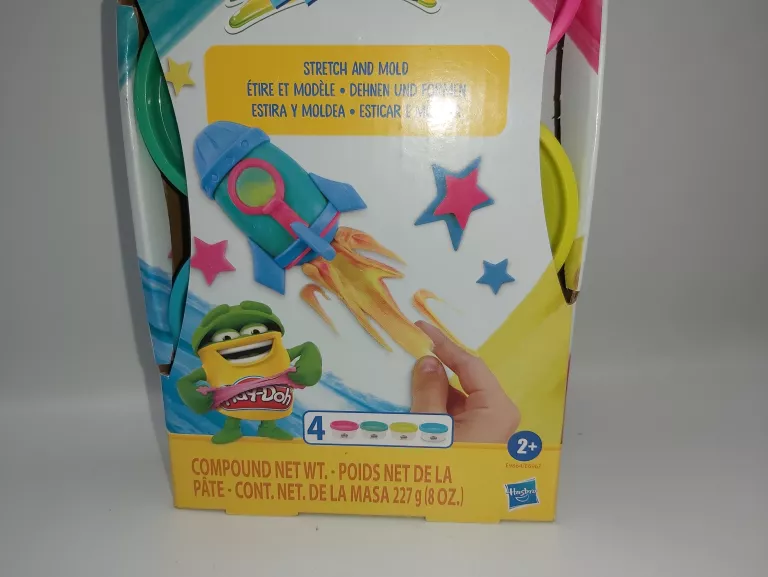 STRETCH AND MOLD
ÉTIRE ET MODÈLE • DEHNEN UND FORMEN
ESTIRA Y MOLDEA • ESTICAR E
Play-Doh
4
2+
COMPOUND NET WT. • POIDS NET DE LA
PÂTE • CONT. NET. DE LA MASA 227 g (8 OZ.)
Hasbro